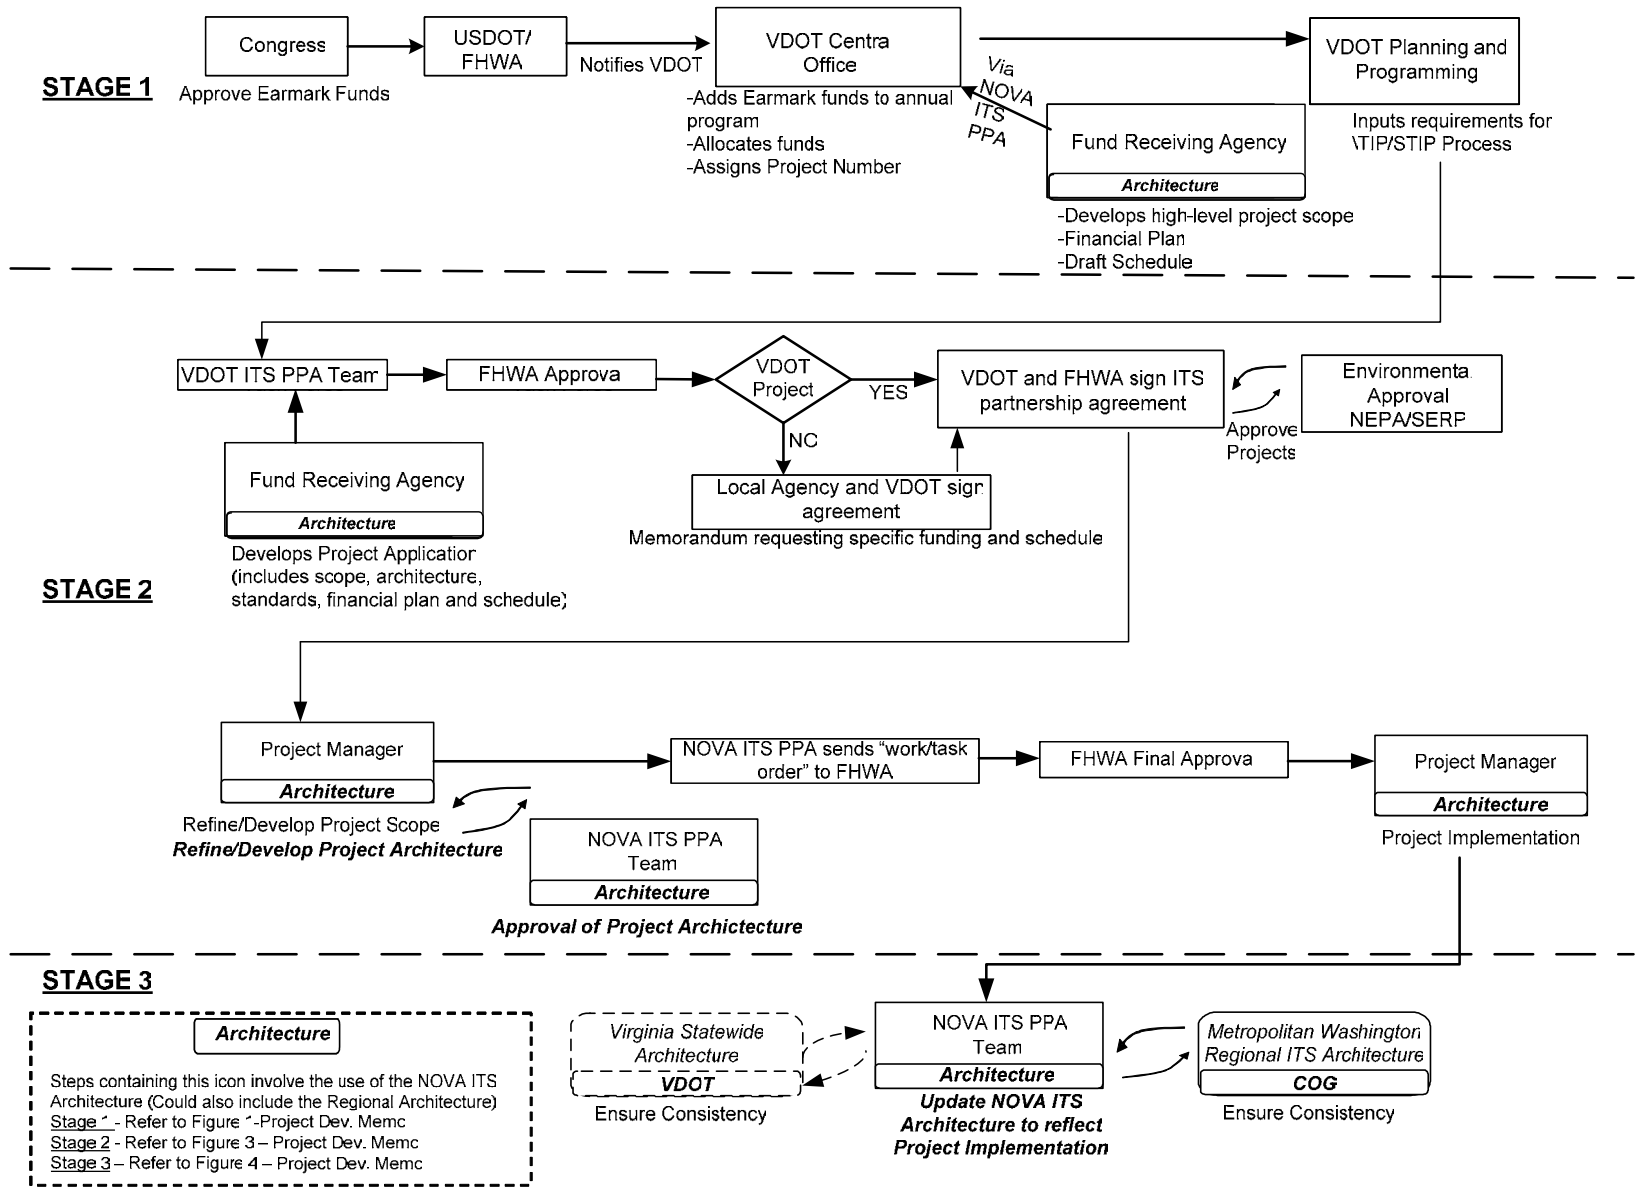 STAGE 1
Congress
Approve Earmark Funds
USDOT/
FHWA
Notifies VDOT
VDOT Centra
Office
-Adds Earmark funds to annual
program
-Allocates funds
-Assigns Project Number
Via
NOVA
ITS
PPA
Fund Receiving Agency
Architecture
-Develops high-level project scope
-Financial Plan
-Draft Schedule
VDOT Planning and
Programming
Inputs requirements for
\TIP/STIP Process
VDOT ITS PPA Team
FHWA Approva
VDOT
Project
YES
NC
VDOT and FHWA sign ITS
partnership agreement
Approve
Projects
Environmenta
Approval
NEPA/SERP
Fund Receiving Agency
Architecture
Develops Project Application
(includes scope, architecture,
standards, financial plan and schedule)
Local Agency and VDOT sign
agreement
Memorandum requesting specific funding and schedule
STAGE 2
Project Manager
Architecture
Refine/Develop Project Scope
Refine/Develop Project Architecture
NOVA ITS PPA
Team
Architecture
Approval of Project Archictecture
NOVA ITS PPA sends “work/task
order” to FHWA
FHWA Final Approva
Project Manager
Architecture
Project Implementation
STAGE 3
Architecture
Steps containing this icon involve the use of the NOVA ITS
Architecture (Could also include the Regional Architecture)
Stage 1 - Refer to Figure 1-Project Dev. Memc
Stage 2 - Refer to Figure 3 – Project Dev. Memc
Stage 3 – Refer to Figure 4 – Project Dev. Memc
Virginia Statewide
Architecture
VDOT
Ensure Consistency
NOVA ITS PPA
Team
Architecture
Update NOVA ITS
Architecture to reflect
Project Implementation
Metropolitan Washington
Regional ITS Architecture
COG
Ensure Consistency